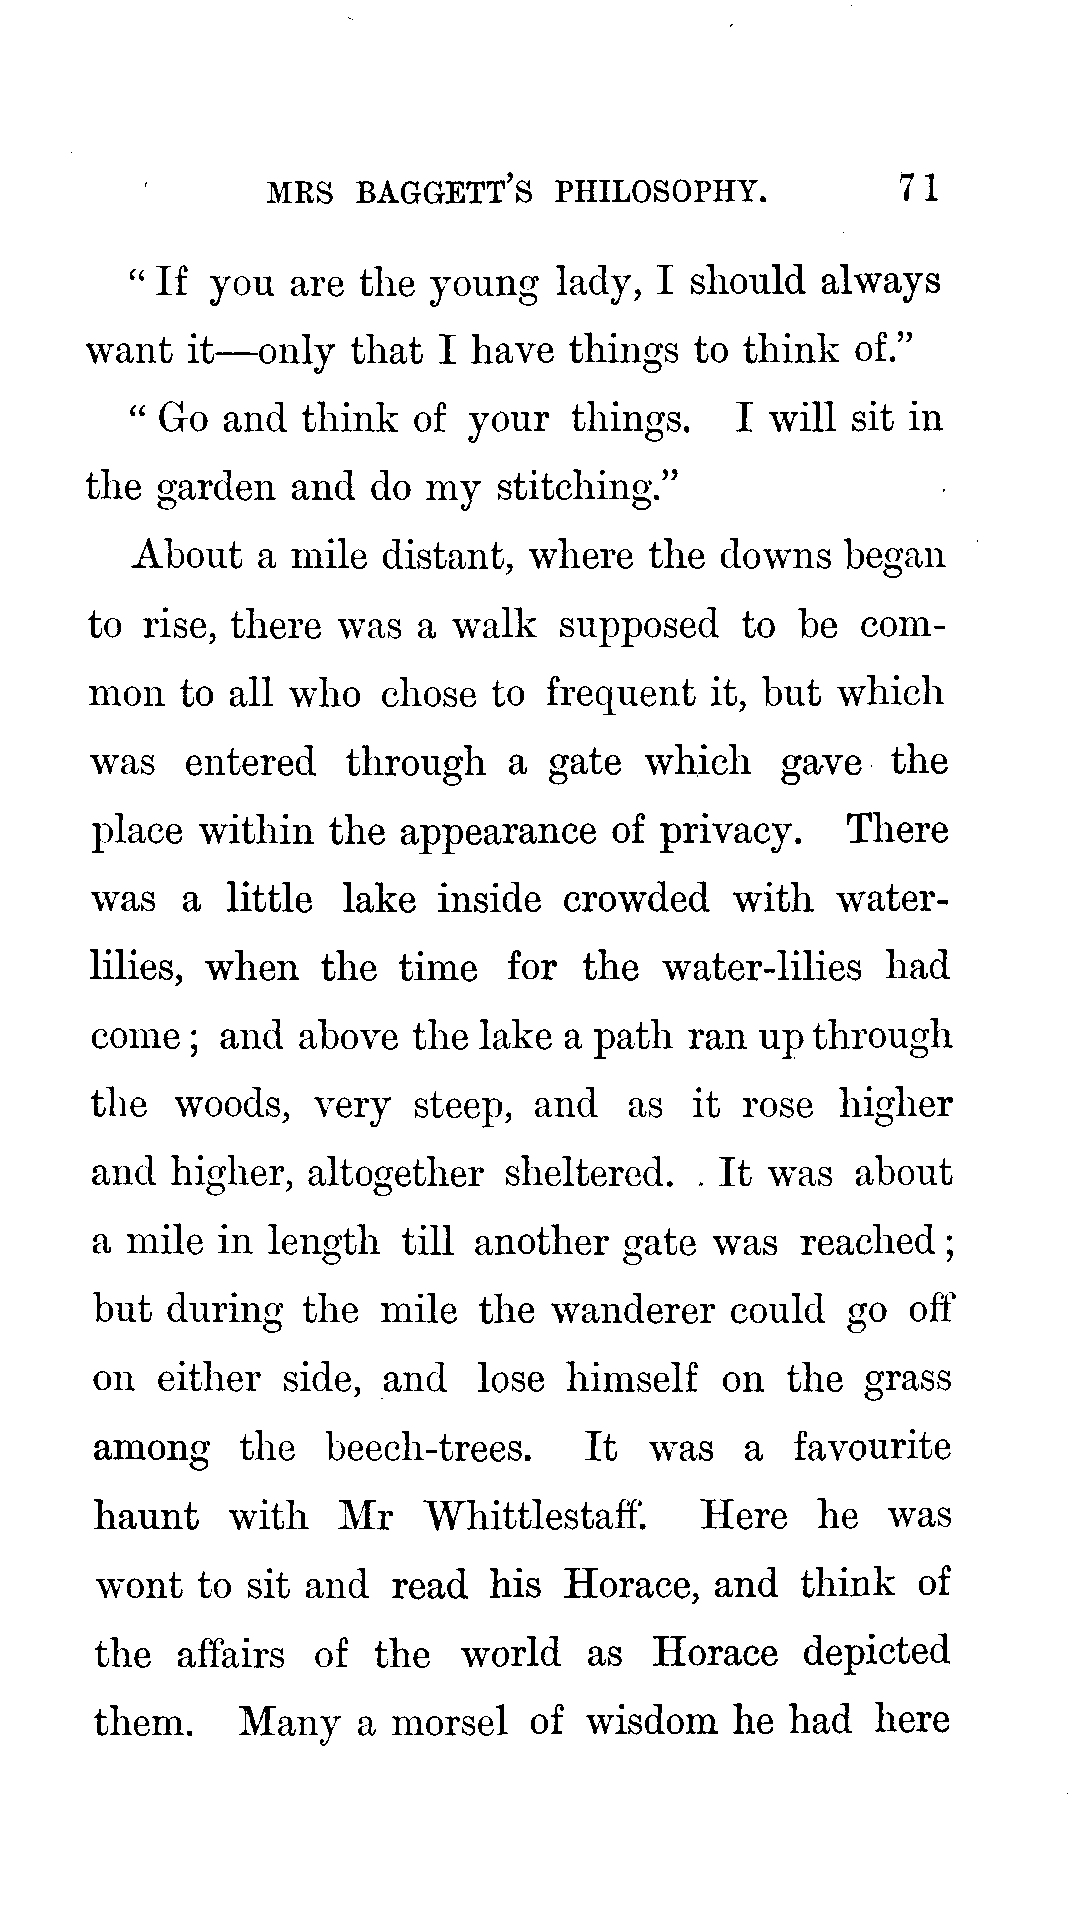 MRS BAGGETT'S PHILOSOPHY. 71
"If you are the young lady, I should always
want it—only that I have things to think of."
"Go and think of your things. I will sit in
the garden and do my stitching."
About a mile distant, where the downs began
to rise, there was a walk supposed to be com-
mon to all who chose to frequent it, but which
was entered through a gate which gave the
place within the appearance of privacy. There
was a little lake inside crowded with water-
lilies, when the time for the water-lilies had
come; and above the lake a path ran up through
the woods, very steep, and as it rose higher
and higher, altogether sheltered. It was about
a mile in length till another gate was reached;
but during the mile the wanderer could go off
on either side, and lose himself on the grass
among the beech-trees. It was a favourite
haunt with Mr Whittlestaff. Here he was
wont to sit and read his Horace, and think of
the affairs of the world as Horace depicted
them. Many a morsel of wisdom he had here